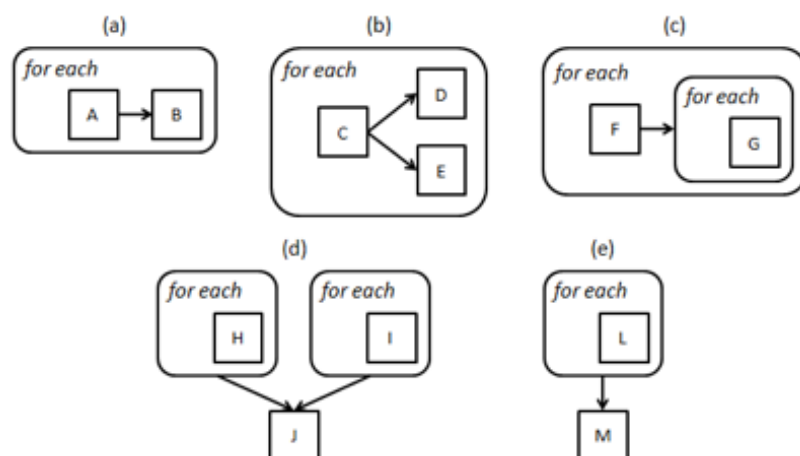 (a)
for each
A
B
(b)
for each
C
D
E
(c)
for each
F
for each
G
(d)
for each
H
for each
I
J
(e)
for each
L
M